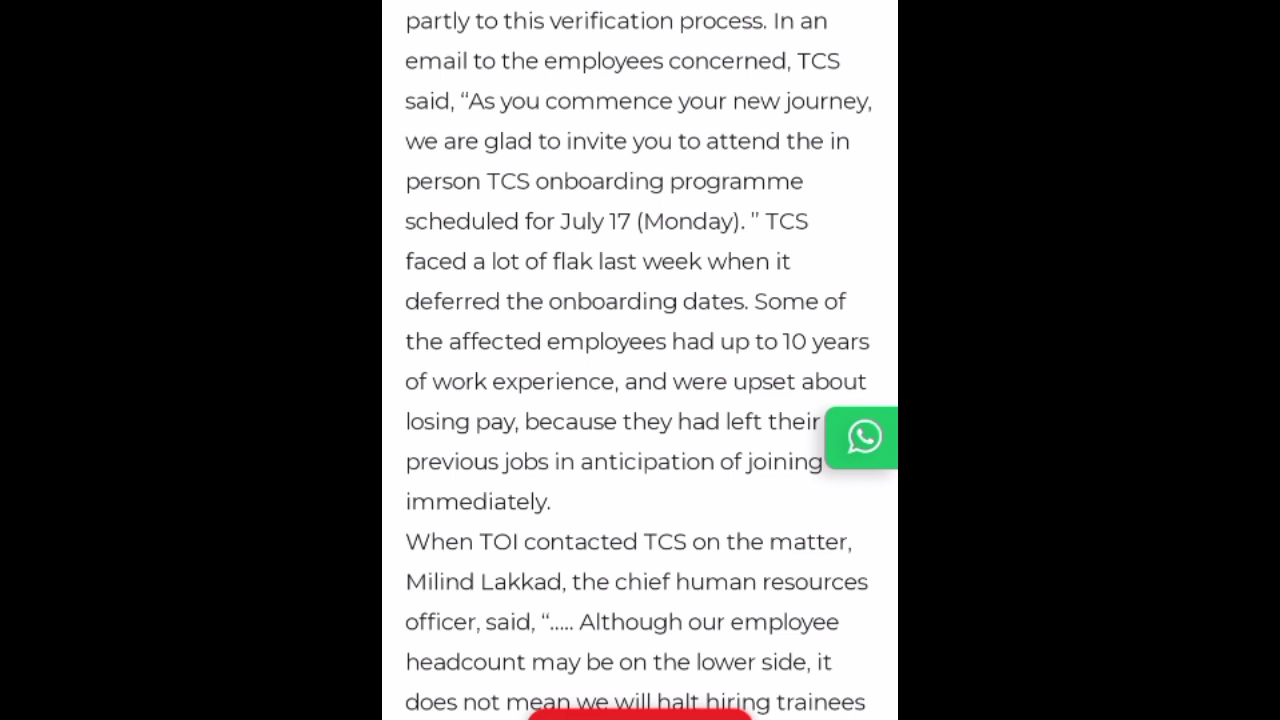 partly to this verification process. In an
email to the employees concerned, TCS
said, “As you commence your new journey,
we are glad to invite you to attend the in
person TCS onboarding programme
scheduled for July 17 (Monday). ” TCS
faced a lot of flak last week when it
deferred the onboarding dates. Some of
the affected employees had up to 10 years
of work experience, and were upset about
losing pay, because they had left their
previous jobs in anticipation of joining
immediately.
When TOI contacted TCS on the matter,
Milind Lakkad, the chief human resources
officer, said, “..... Although our employee
headcount may be on the lower side, it
does not mean we will halt hiring trainees